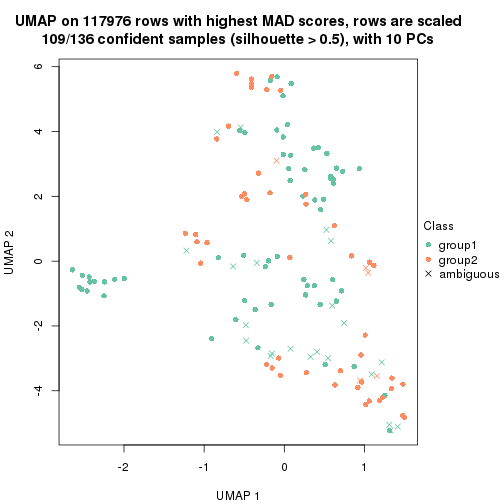 UMAP on 117976 rows with highest MAD scores, rows are scaled
109/136 confident samples (silhouette > 0.5), with 10 PCs
6
4
2
0
-2
-4
UMAP 2
-2
-1
0
1
UMAP 1
Class
group1
group2
ambiguous